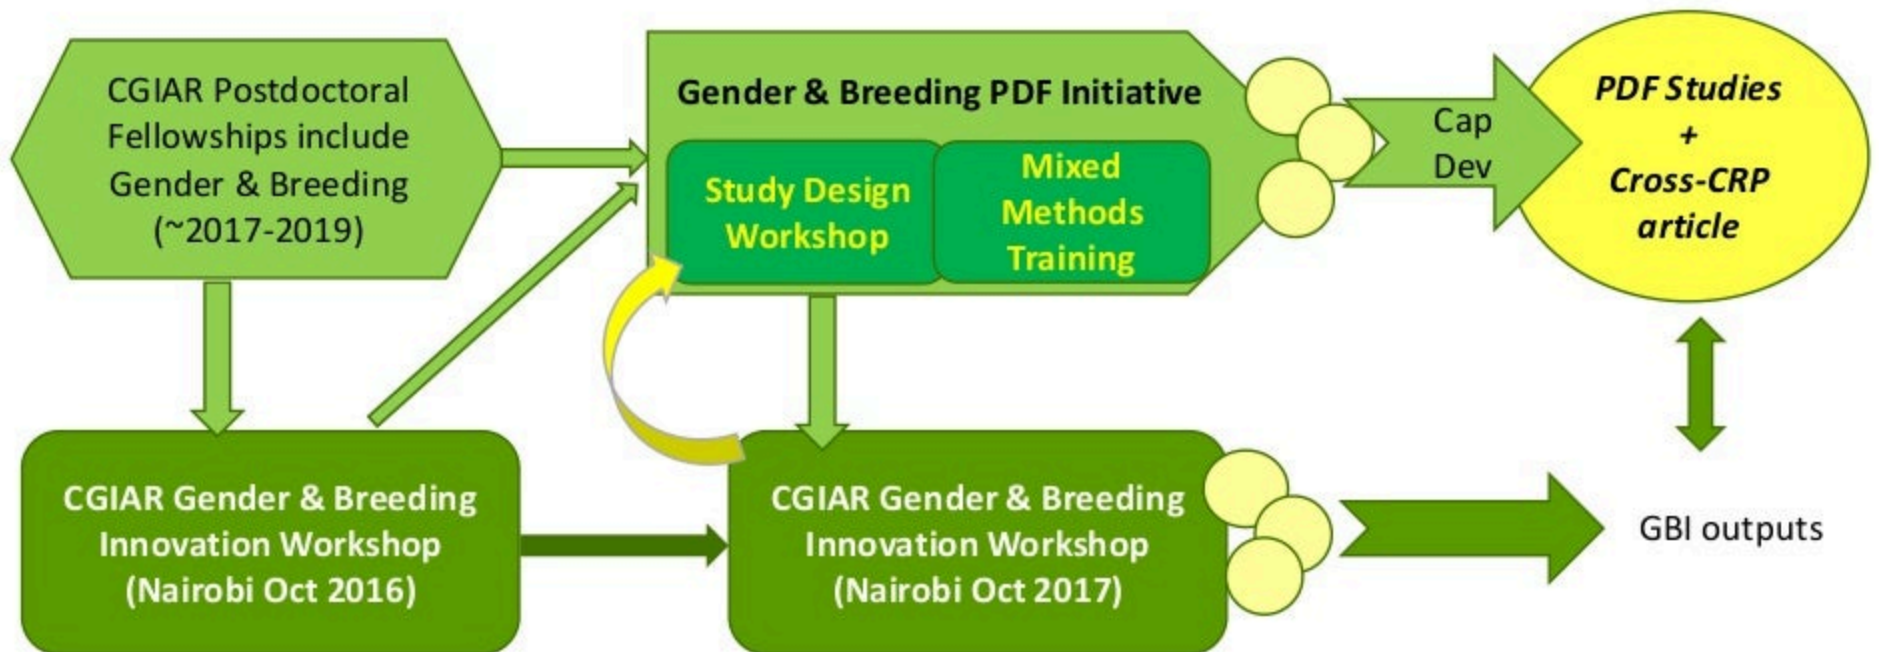 CGIAR Postdoctoral
Fellowships include
Gender & Breeding
(~2017-2019)
Gender & Breeding PDF Initiative
Study Design
Workshop
Mixed
Methods
Training
Cap
Dev
PDF Studies
+
Cross-CRP
article
CGIAR Gender & Breeding
Innovation Workshop
(Nairobi Oct 2016)
CGIAR Gender & Breeding
Innovation Workshop
(Nairobi Oct 2017)
GBI outputs